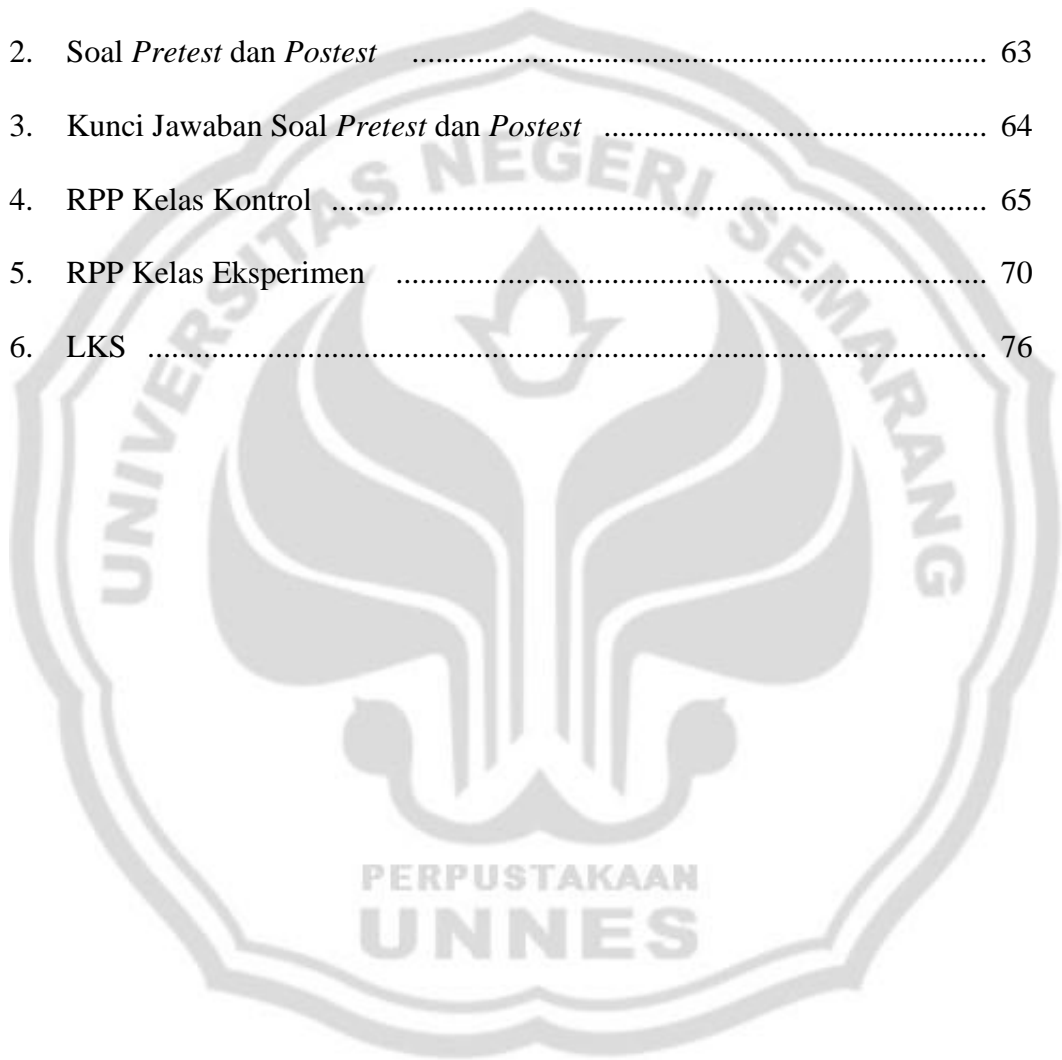 2. Soal Pretest dan Postest ........................................................................... 63
3. Kunci Jawaban Soal Pretest dan Postest .................................................. 64
4. RPP Kelas Kontrol ...................................................................................... 65
5. RPP Kelas Eksperimen ............................................................................. 70
6. LKS .............................................................................................................. 76
UNIVERSITAS NEGERI SEMARANG
PERPUSTAKAAN
UNNES